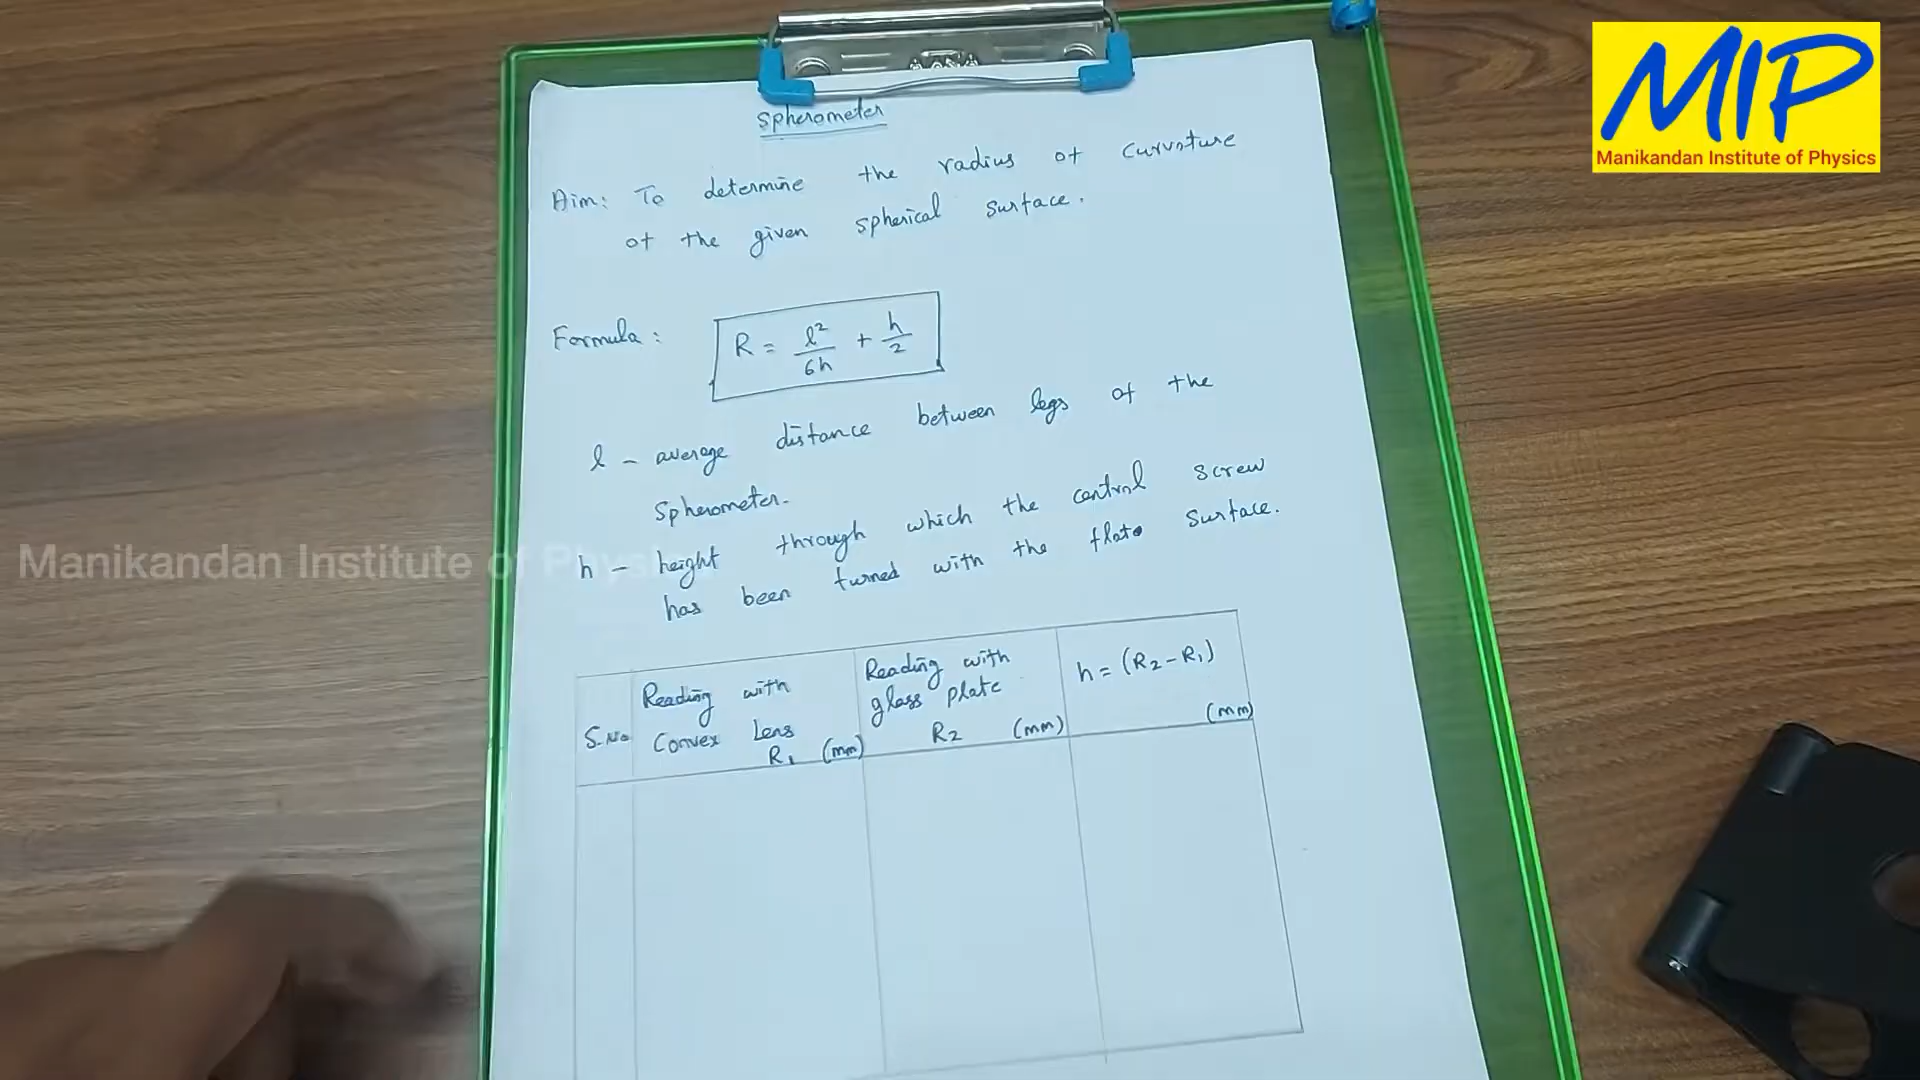 MIP
Manikandan Institute of Physics
Spherometer
Aim: To determine the radius of curvature
of the given spherical surface.
Formula: R = l²/6h + h/2
l – average distance between legs of the
spherometer.
h – height through which the central screw
has been turned with the flate surface.
Manikandan Institute of Physics
S.No
Reading with
Convex Lens
R₁ (mm)
Reading with
glass plate
R2 (mm)
h = (R₂ – R₁)
(mm)